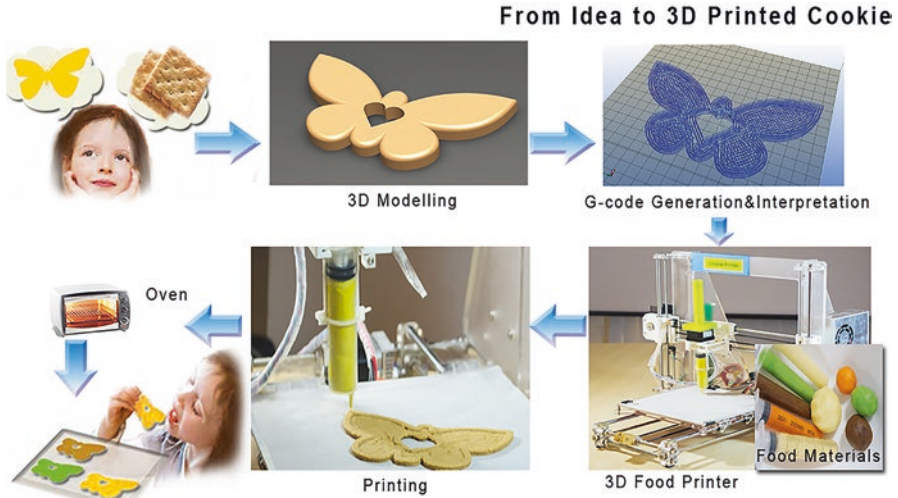 From Idea to 3D Printed Cookie
3D Modelling
G-code Generation&Interpretation
Oven
Printing
3D Food Printer
Food Materials